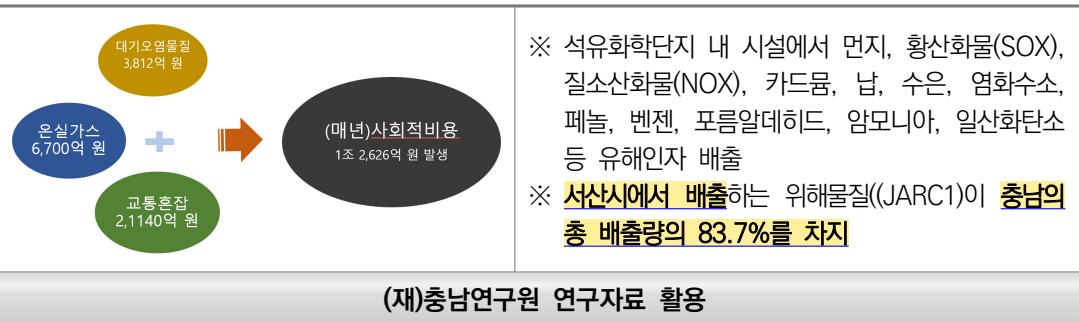 대기오염물질
3,812억 원
온실가스
6,700억 원
교통혼잡
2,1140억 원
(매년)사회적비용
1조 2,626억 원 발생
※ 석유화학단지 내 시설에서 먼지, 황산화물(SOX),
질소산화물(NOX), 카드뮴, 납, 수은, 염화수소,
페놀, 벤젠, 포름알데히드, 암모니아, 일산화탄소
등 유해인자 배출
※ 서산시에서 배출하는 위해물질((JARC1)이 충남의
총 배출량의 83.7%를 차지
(재)충남연구원 연구자료 활용